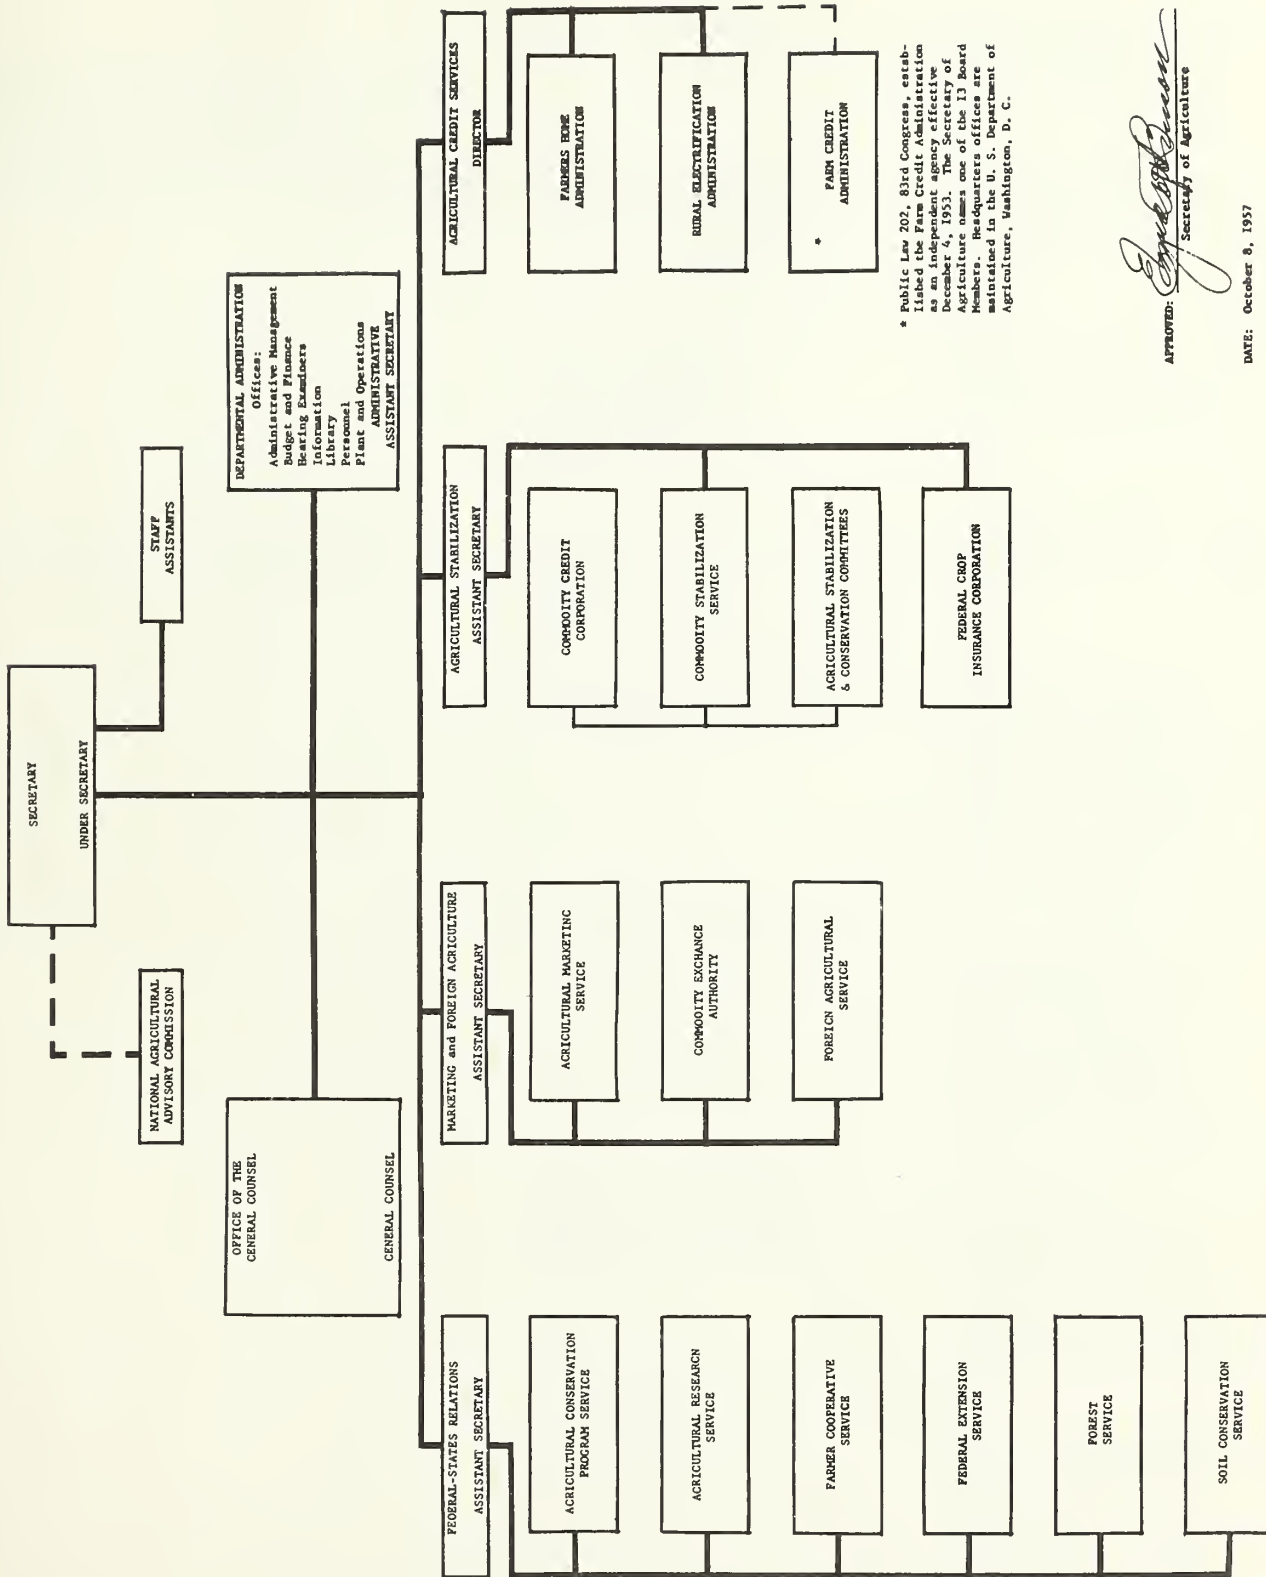 SECRETARY
UNDER SECRETARY
NATIONAL AGRICULTURAL
ADVISORY COMMISSION
STAFF
ASSISTANTS
OFFICE OF THE
GENERAL COUNSEL
GENERAL COUNSEL
DEPARTMENTAL ADMINISTRATION
Offices:
Administrative Management
Budget and Finance
Hearing Examiners
Information
Library
Personnel
Plant and Operations
ADMINISTRATIVE
ASSISTANT SECRETARY
FEDERAL-STATES RELATIONS
ASSISTANT SECRETARY
AGRICULTURAL CONSERVATION
PROGRAM SERVICE
AGRICULTURAL RESEARCH
SERVICE
FARMER COOPERATIVE
SERVICE
FEDERAL EXTENSION
SERVICE
FOREST
SERVICE
SOIL CONSERVATION
SERVICE
MARKETING and FOREIGN AGRICULTURE
ASSISTANT SECRETARY
AGRICULTURAL MARKETING
SERVICE
COMMODITY EXCHANGE
AUTHORITY
FOREIGN AGRICULTURAL
SERVICE
AGRICULTURAL STABILIZATION
ASSISTANT SECRETARY
COMMODITY CREDIT
CORPORATION
COMMODITY STABILIZATION
SERVICE
AGRICULTURAL STABILIZATION
& CONSERVATION COMMITTEES
FEDERAL CROP
INSURANCE CORPORATION
AGRICULTURAL CREDIT SERVICES
DIRECTOR
FARMERS HOME
ADMINISTRATION
RURAL ELECTRIFICATION
ADMINISTRATION
*
FARM CREDIT
ADMINISTRATION
* Public Law 202, 83rd Congress, estab-
lished the Farm Credit Administration
as an independent agency effective
December 4, 1953. The Secretary of
Agriculture names one of the 13 Board
Members. Headquarters offices are
maintained in the U. S. Department of
Agriculture, Washington, D. C.
APPROVED:
Secretary of Agriculture
DATE: October 8, 1957